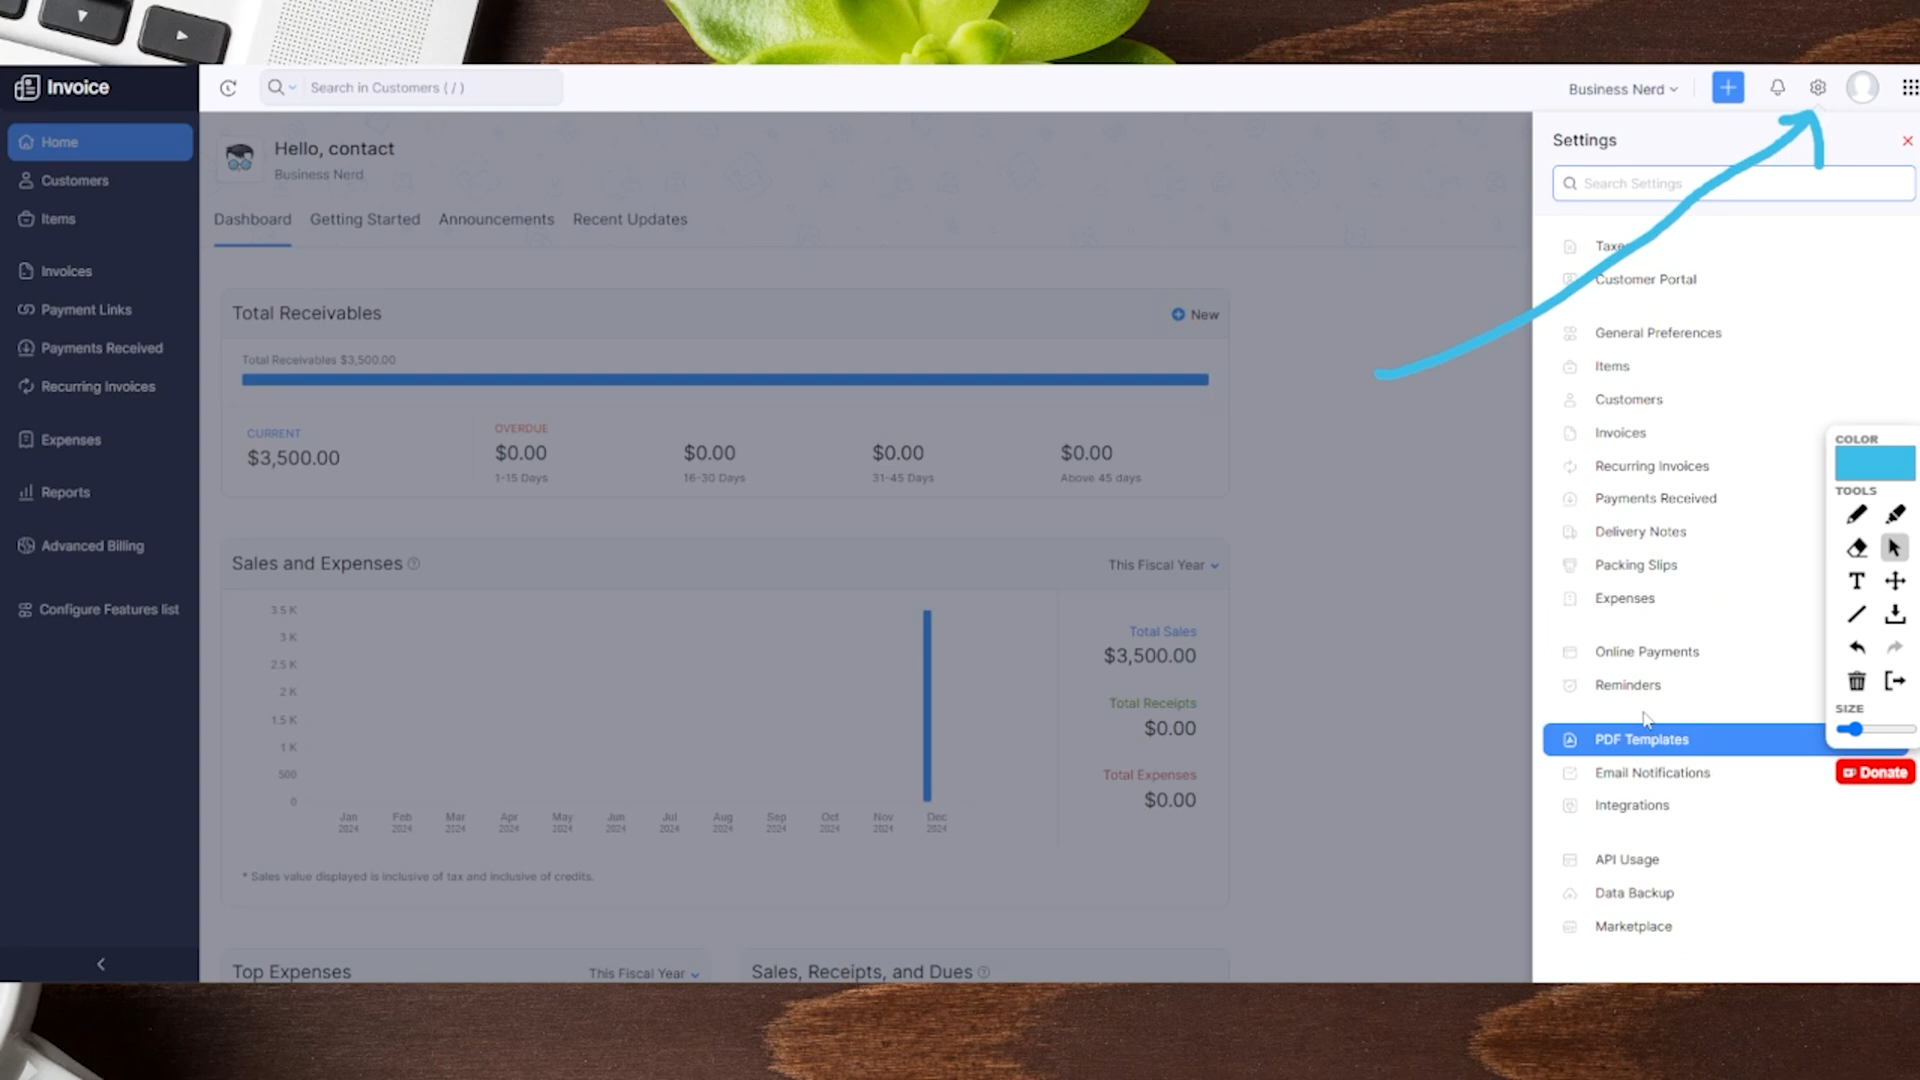 Invoice
Search in Customers ( / )
Business Nerd
Home
Customers
Items
Invoices
Payment Links
Payments Received
Recurring Invoices
Expenses
Reports
Advanced Billing
Configure Features list
Hello, contact
Business Nerd
Dashboard
Getting Started
Announcements
Recent Updates
Total Receivables
New
Total Receivables $3,500.00
CURRENT
$3,500.00
OVERDUE
$0.00
1-15 Days
$0.00
16-30 Days
$0.00
31-45 Days
$0.00
Above 45 days
Sales and Expenses
This Fiscal Year
3.5 K
3 K
2.5 K
2 K
1.5 K
1 K
500
0
Jan 2024
Feb 2024
Mar 2024
Apr 2024
May 2024
Jun 2024
Jul 2024
Aug 2024
Sep 2024
Oct 2024
Nov 2024
Dec 2024
Total Sales
$3,500.00
Total Receipts
$0.00
Total Expenses
$0.00
* Sales value displayed is inclusive of tax and inclusive of credits.
Top Expenses
This Fiscal Year
Sales, Receipts, and Dues
Settings
Search Settings
Taxe
Customer Portal
General Preferences
Items
Customers
Invoices
Recurring Invoices
Payments Received
Delivery Notes
Packing Slips
Expenses
Online Payments
Reminders
PDF Templates
Email Notifications
Integrations
API Usage
Data Backup
Marketplace
COLOR
TOOLS
SIZE
Donate